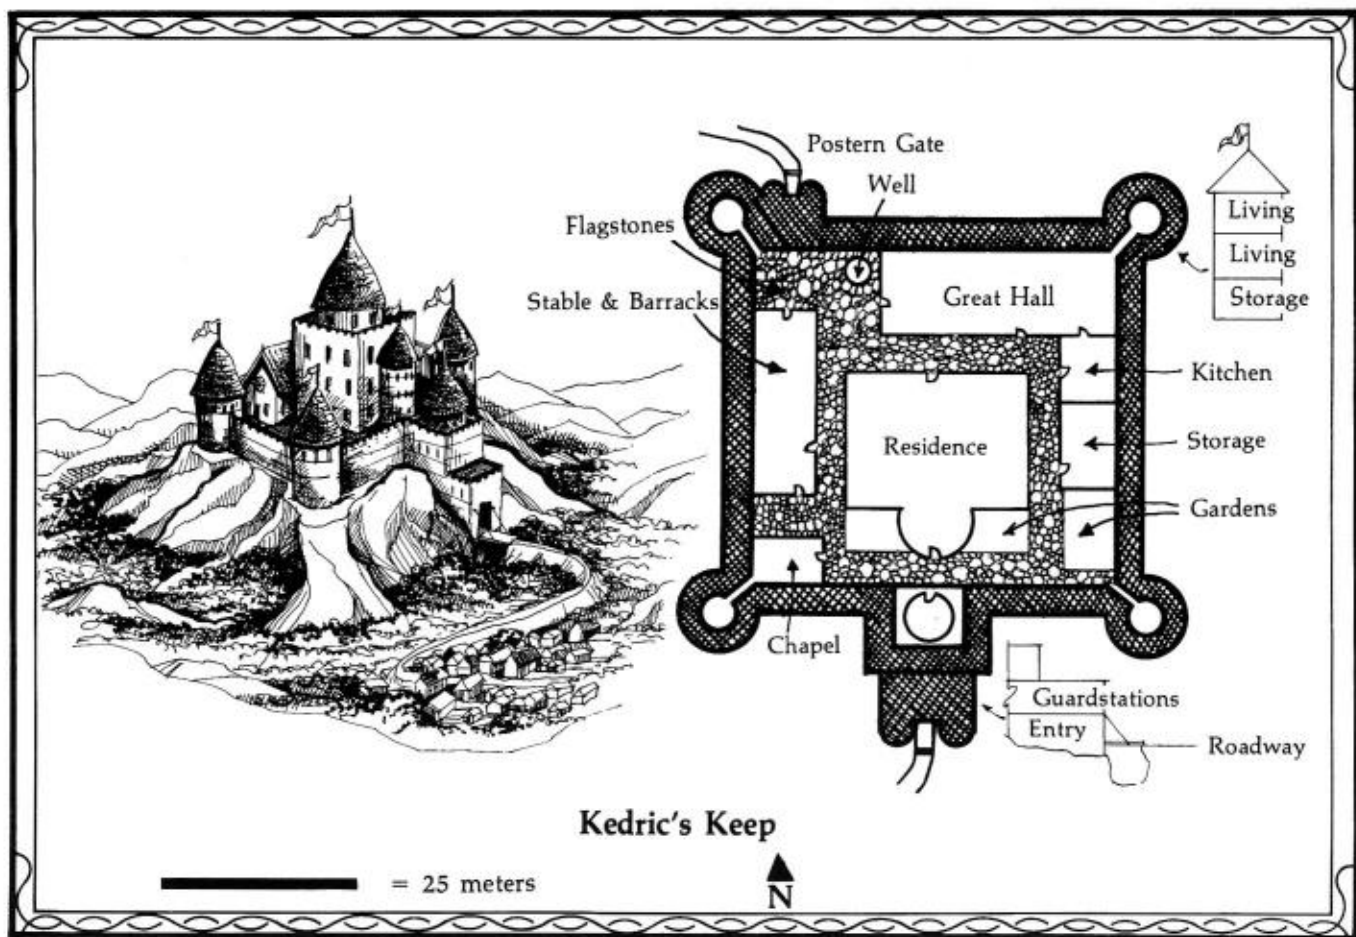 Postern Gate
Well
Flagstones
Living
Living
Stable & Barracks
Great Hall
Storage
Kitchen
Residence
Storage
Gardens
Chapel
Guardstations
Entry
Roadway
Kedric's Keep
= 25 meters
N